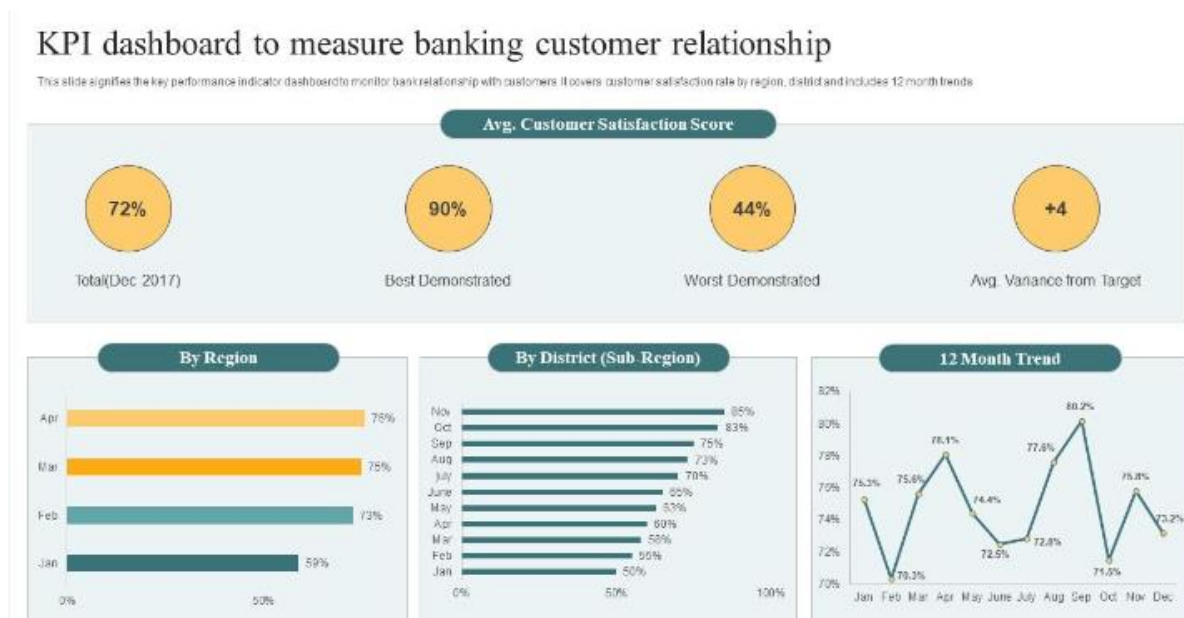 KPI dashboard to measure banking customer relationship
This slide signifies the key performance indicator dashboard to monitor bank relationship with customers. It covers customer satisfaction rate by region, district and includes 12 month trends
Avg. Customer Satisfaction Score
72%
90%
44%
+4
Total(Dec 2017)
Best Demonstrated
Worst Demonstrated
Avg. Variance from Target
By Region
Apr
76%
Mar
75%
Feb
73%
Jan
59%
0%
50%
By District (Sub-Region)
Nov
85%
Oct
83%
Sep
75%
Aug
73%
July
70%
June
65%
May
63%
Apr
60%
Mar
58%
Feb
55%
Jan
50%
0%
50%
100%
12 Month Trend
82%
80%
78%
76%
74%
72%
70%
75.3%
70.3%
75.6%
78.1%
74.4%
72.5%
72.8%
77.6%
80.2%
71.5%
75.8%
73.2%
Jan Feb Mar Apr May June July Aug Sep Oct Nov Dec